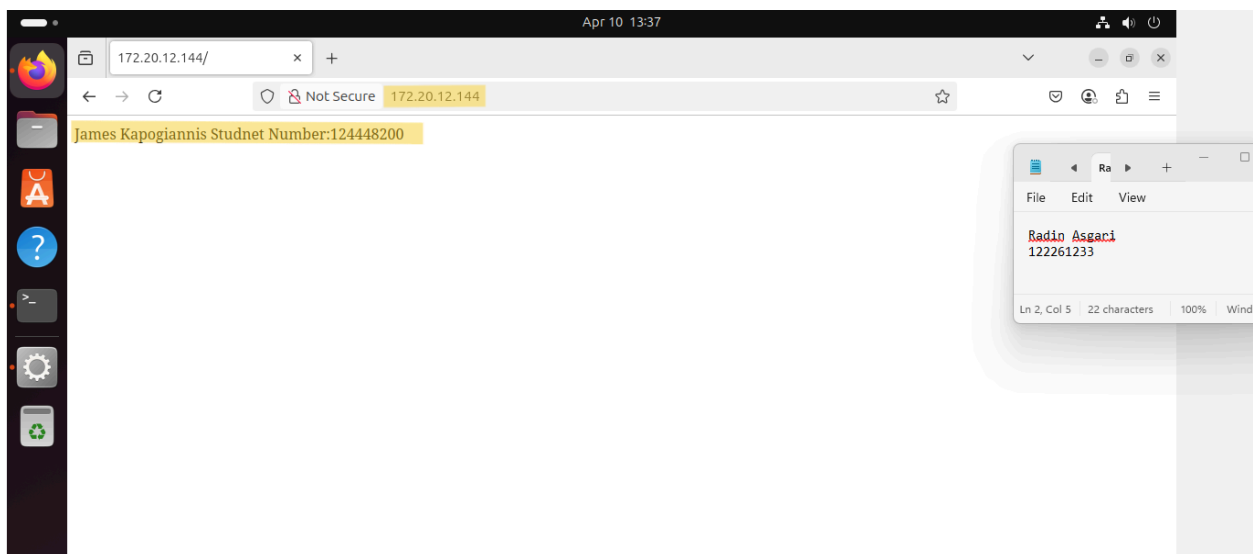 Apr 10 13:37
172.20.12.144/
Not Secure 172.20.12.144
James Kapogiannis Studnet Number:124448200
Ra
File Edit View
Radin Asgari
122261233
Ln 2, Col 5 22 characters 100% Wind